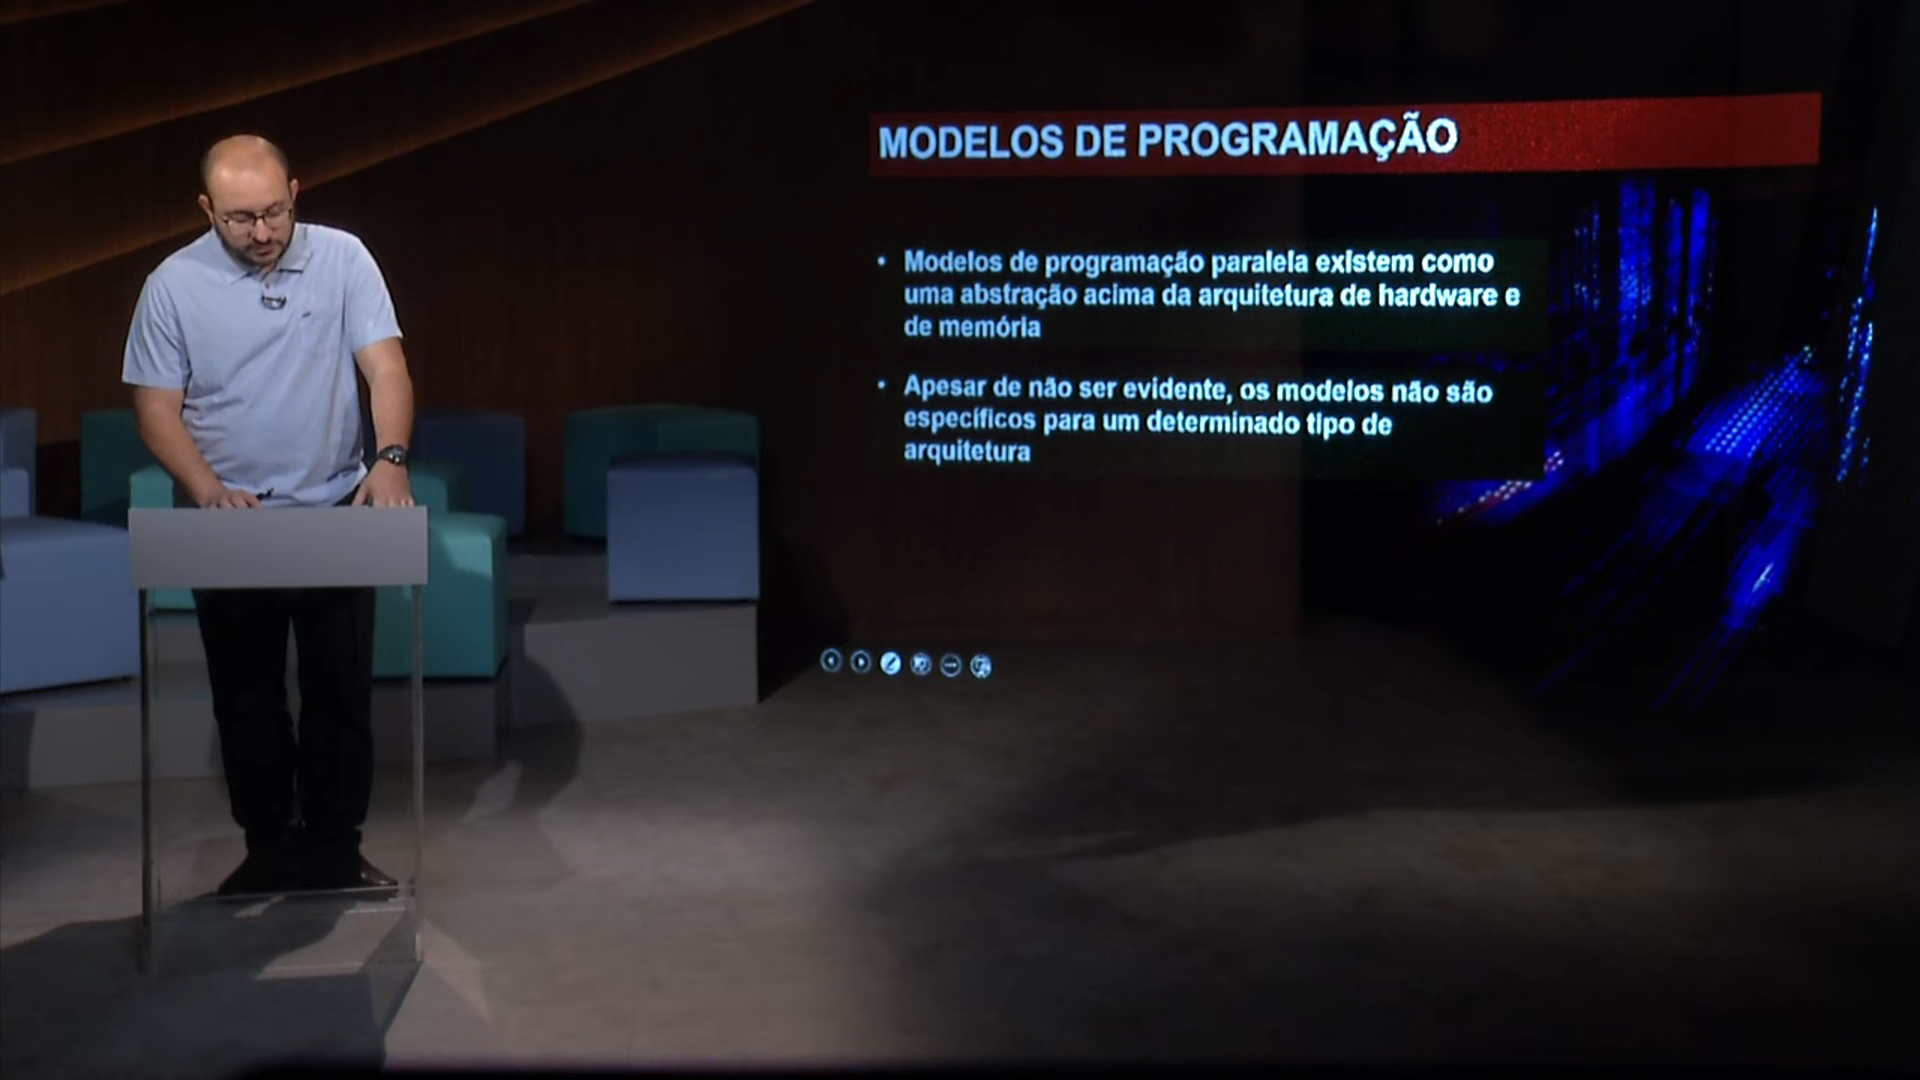 MODELOS DE PROGRAMAÇÃO
• Modelos de programação paralela existem como
uma abstração acima da arquitetura de hardware e
de memória
• Apesar de não ser evidente, os modelos não são
específicos para um determinado tipo de
arquitetura